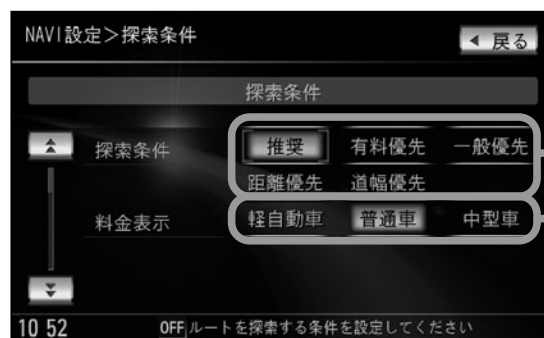 NAVI設定＞探索条件
戻る
探索条件
探索条件 推奨 有料優先 一般優先
距離優先 道幅優先
料金表示 軽自動車 普通車 中型車
10 52 OFF ルートを探索する条件を設定してください